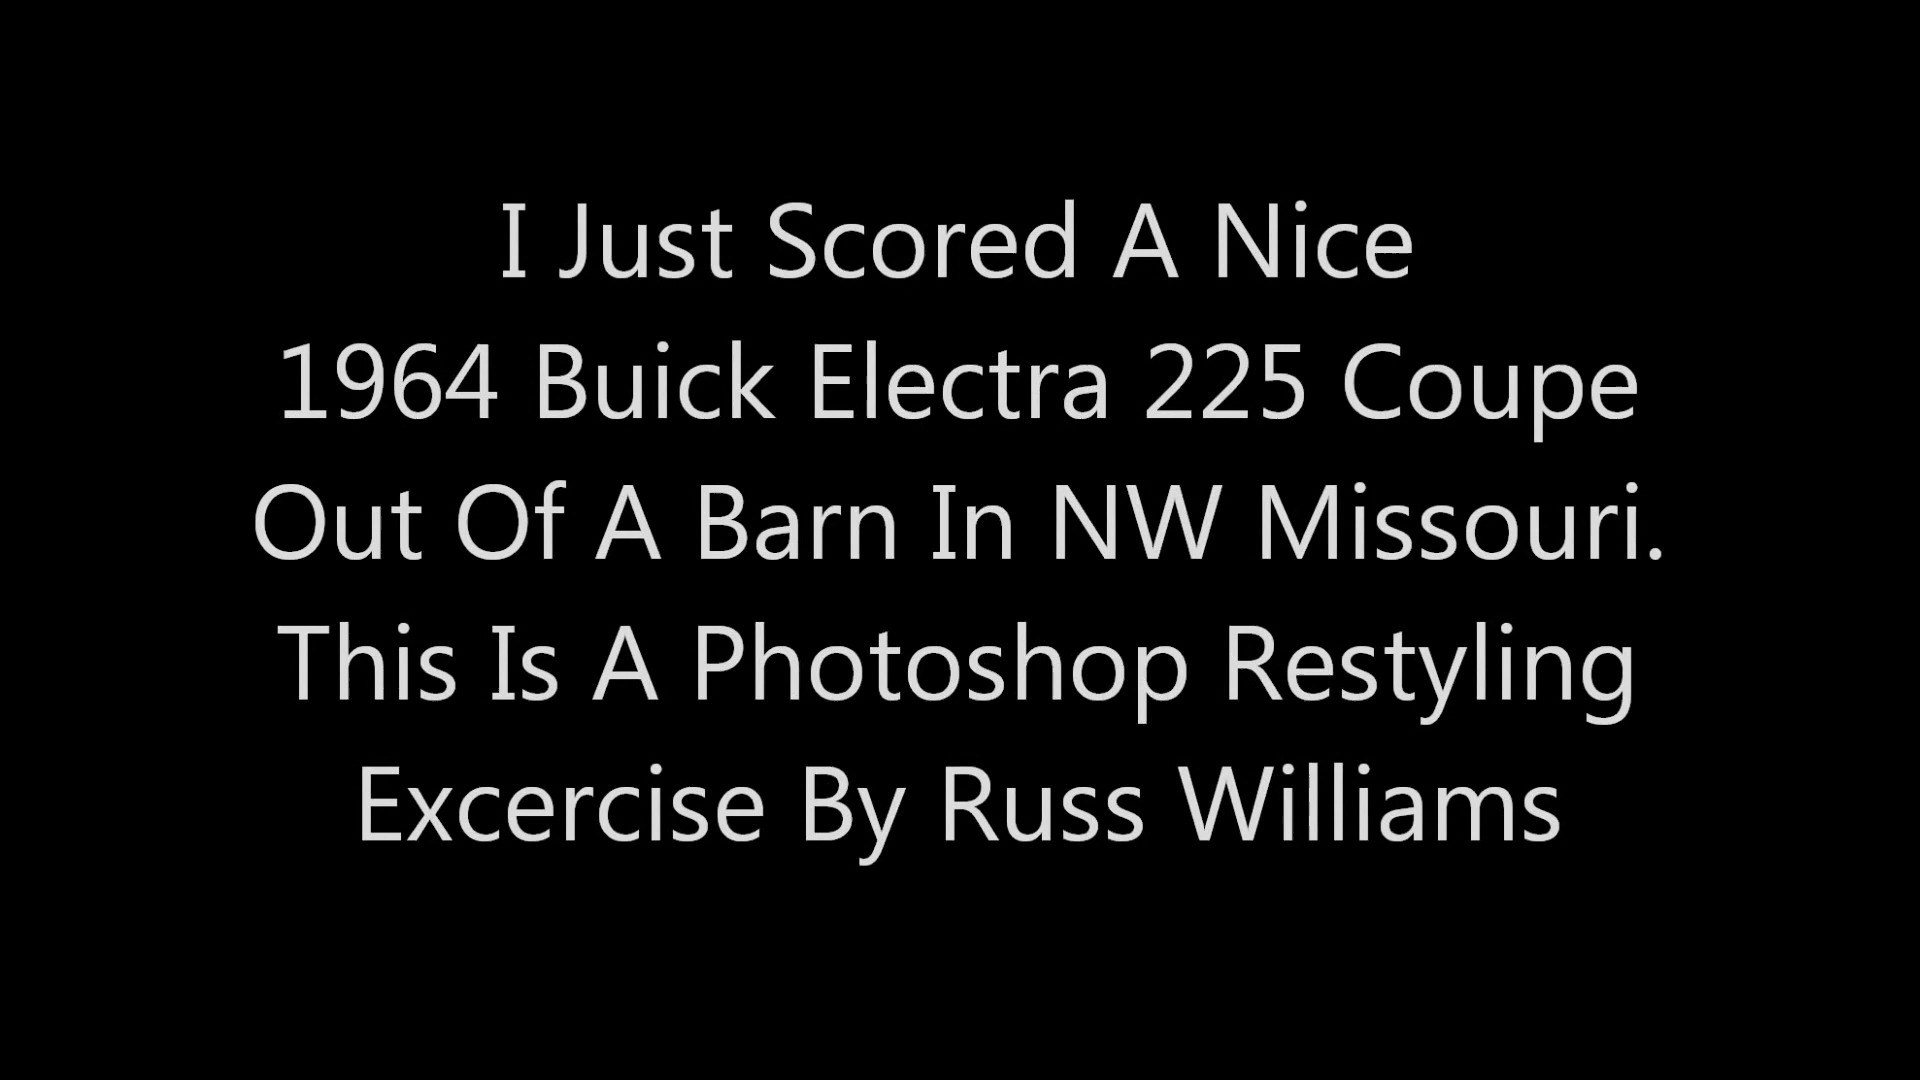 I Just Scored A Nice
1964 Buick Electra 225 Coupe
Out Of A Barn In NW Missouri.
This Is A Photoshop Restyling
Excercise By Russ Williams